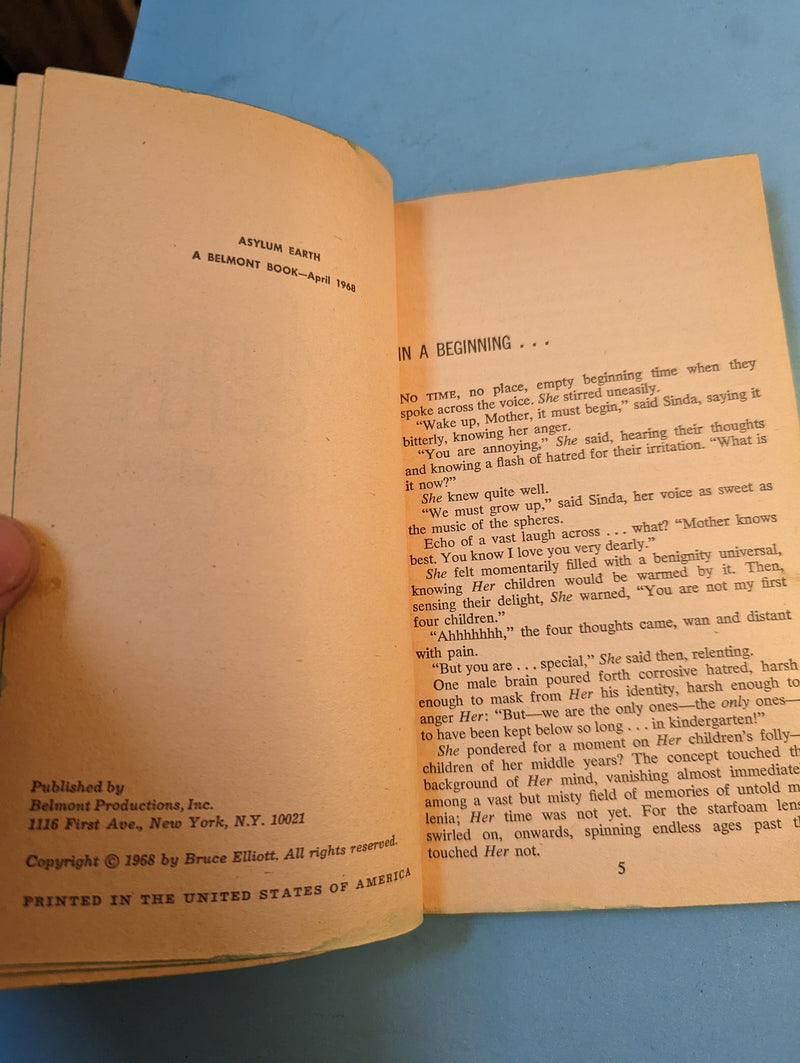 ASYLUM EARTH
A BELMONT BOOK—April 1968
Published by
Belmont Productions, Inc.
1116 First Ave., New York, N.Y. 10021
Copyright © 1968 by Bruce Elliott. All rights reserved.
PRINTED IN THE UNITED STATES OF AMERICA
IN A BEGINNING . . .
NO TIME, no place, empty beginning time when they
spoke across the voice. She stirred uneasily.
"Wake up, Mother, it must begin," said Sinda, saying it
bitterly, knowing her anger.
"You are annoying," She said, hearing their thoughts
and knowing a flash of hatred for their irritation. "What is
it now?"
She knew quite well.
"We must grow up," said Sinda, her voice as sweet as
the music of the spheres.
Echo of a vast laugh across . . . what? "Mother knows
best. You know I love you very dearly."
She felt momentarily filled with a benignity universal,
knowing Her children would be warmed by it. Then,
sensing their delight, She warned, "You are not my first
four children."
"Ahhhhhhh," the four thoughts came, wan and distant
with pain.
"But you are . . . special," She said then, relenting.
One male brain poured forth corrosive hatred, harsh
enough to mask from Her his identity, harsh enough to
anger Her: "But—we are the only ones—the only ones—
to have been kept below so long . . . in kindergarten!"
She pondered for a moment on Her children's folly—
children of her middle years? The concept touched th
background of Her mind, vanishing almost immediate
among a vast but misty field of memories of untold m
lenia; Her time was not yet. For the starfoam lens
swirled on, onwards, spinning endless ages past t
touched Her not.
5